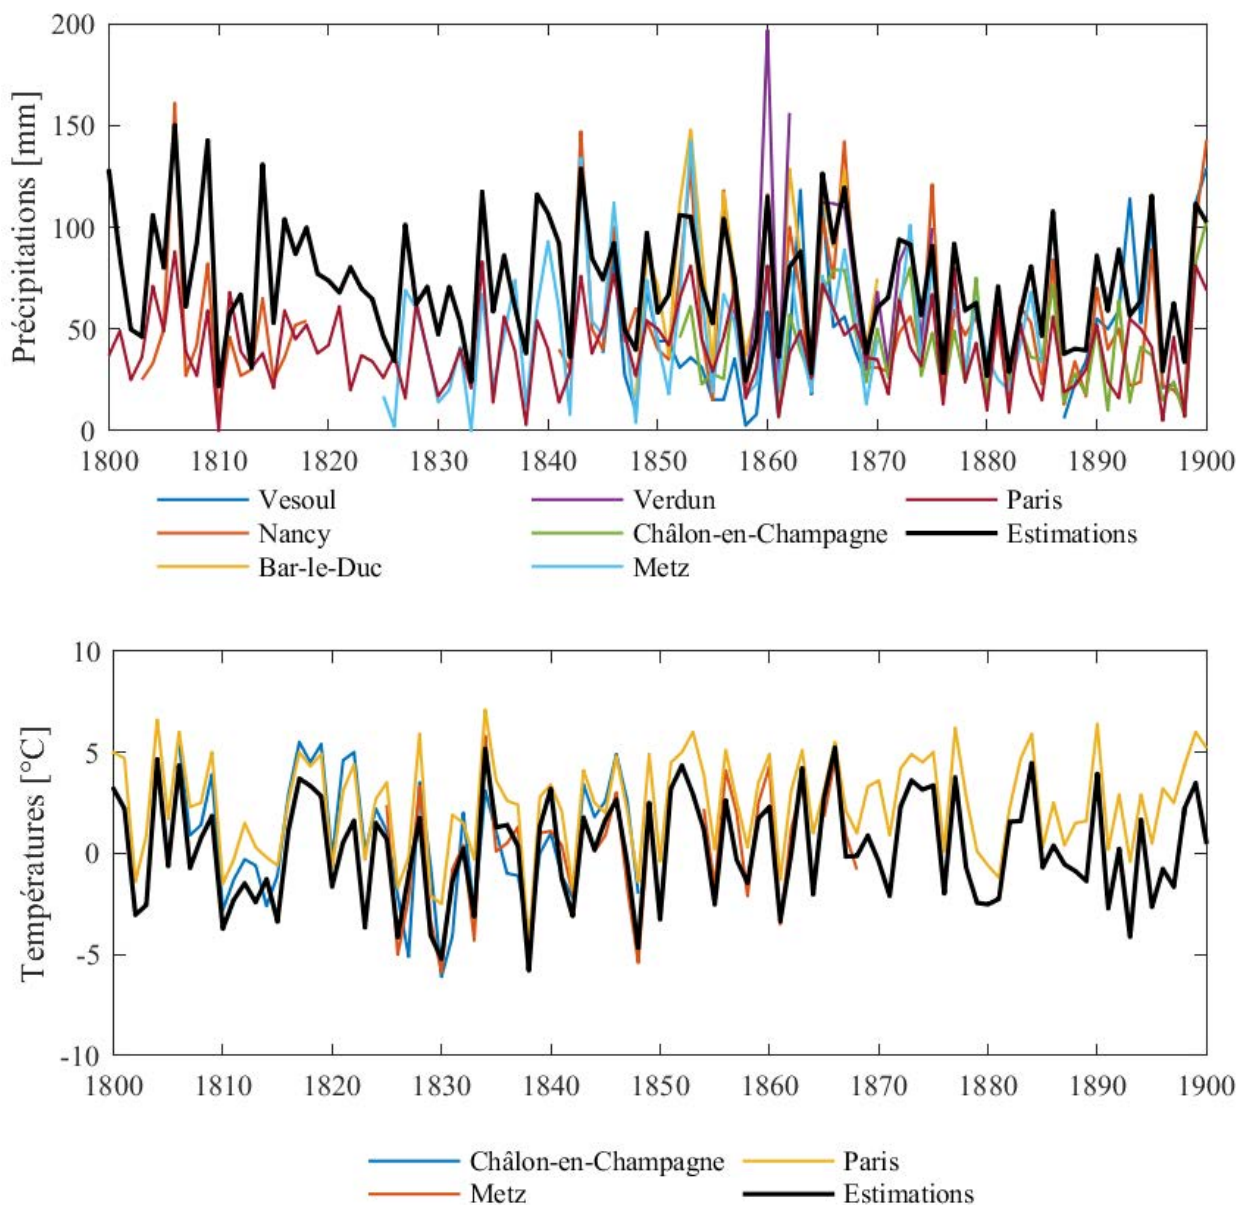 200
150
100
50
0
Précipitations [mm]
1800 1810 1820 1830 1840 1850 1860 1870 1880 1890 1900
Vesoul Verdun Paris
Nancy Châlon-en-Champagne Estimations
Bar-le-Duc Metz
10
5
0
-5
-10
Températures [°C]
1800 1810 1820 1830 1840 1850 1860 1870 1880 1890 1900
Châlon-en-Champagne Paris
Metz Estimations